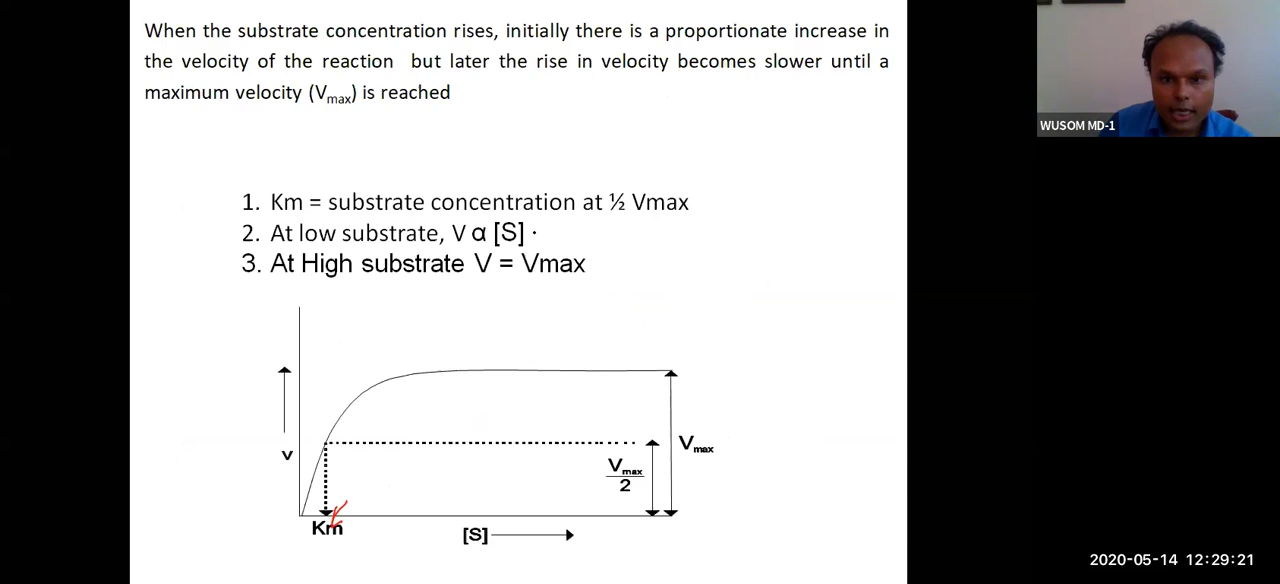 When the substrate concentration rises, initially there is a proportionate increase in
the velocity of the reaction but later the rise in velocity becomes slower until a
maximum velocity (Vmax) is reached
WUSOM MD-1
1. Km = substrate concentration at ½ Vmax
2. At low substrate, V α [S] ·
3. At High substrate V = Vmax
V
Vmax
Vmax
2
Km
[S]
2020-05-14 12:29:21